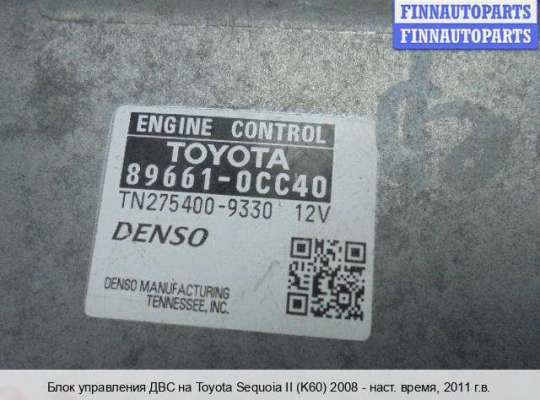 FINNAUTOPARTS
FINNAUTOPARTS
ENGINE CONTROL
TOYOTA
89661-0CC40
TN275400-9330 12V
DENSO
DENSO MANUFACTURING
TENNESSEE, INC.
Блок управления ДВС на Toyota Sequoia II (K60) 2008 - наст. время, 2011 г.в.